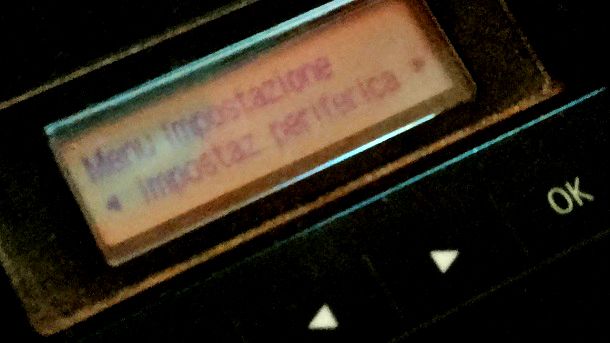 Menu impostazione
impostaz periferica
OK